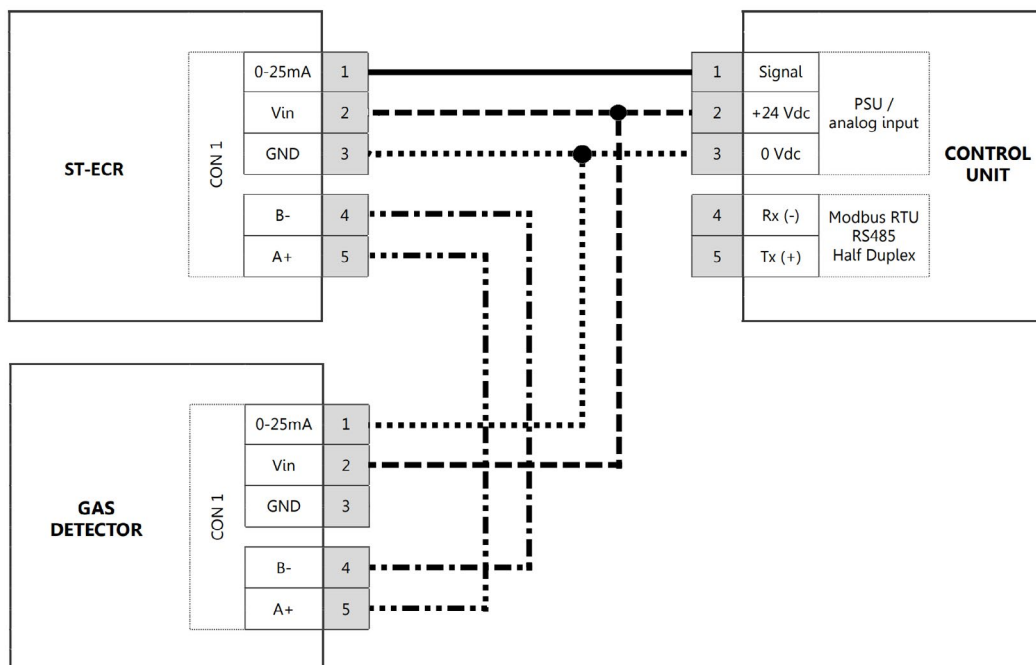 ST-ECR
CON 1
0-25mA 1
Vin 2
GND 3
B- 4
A+ 5
1 Signal
2 +24 Vdc
3 0 Vdc
PSU /
analog input
4 Rx (-)
5 Tx (+)
Modbus RTU
RS485
Half Duplex
CONTROL
UNIT
GAS
DETECTOR
CON 1
0-25mA 1
Vin 2
GND 3
B- 4
A+ 5